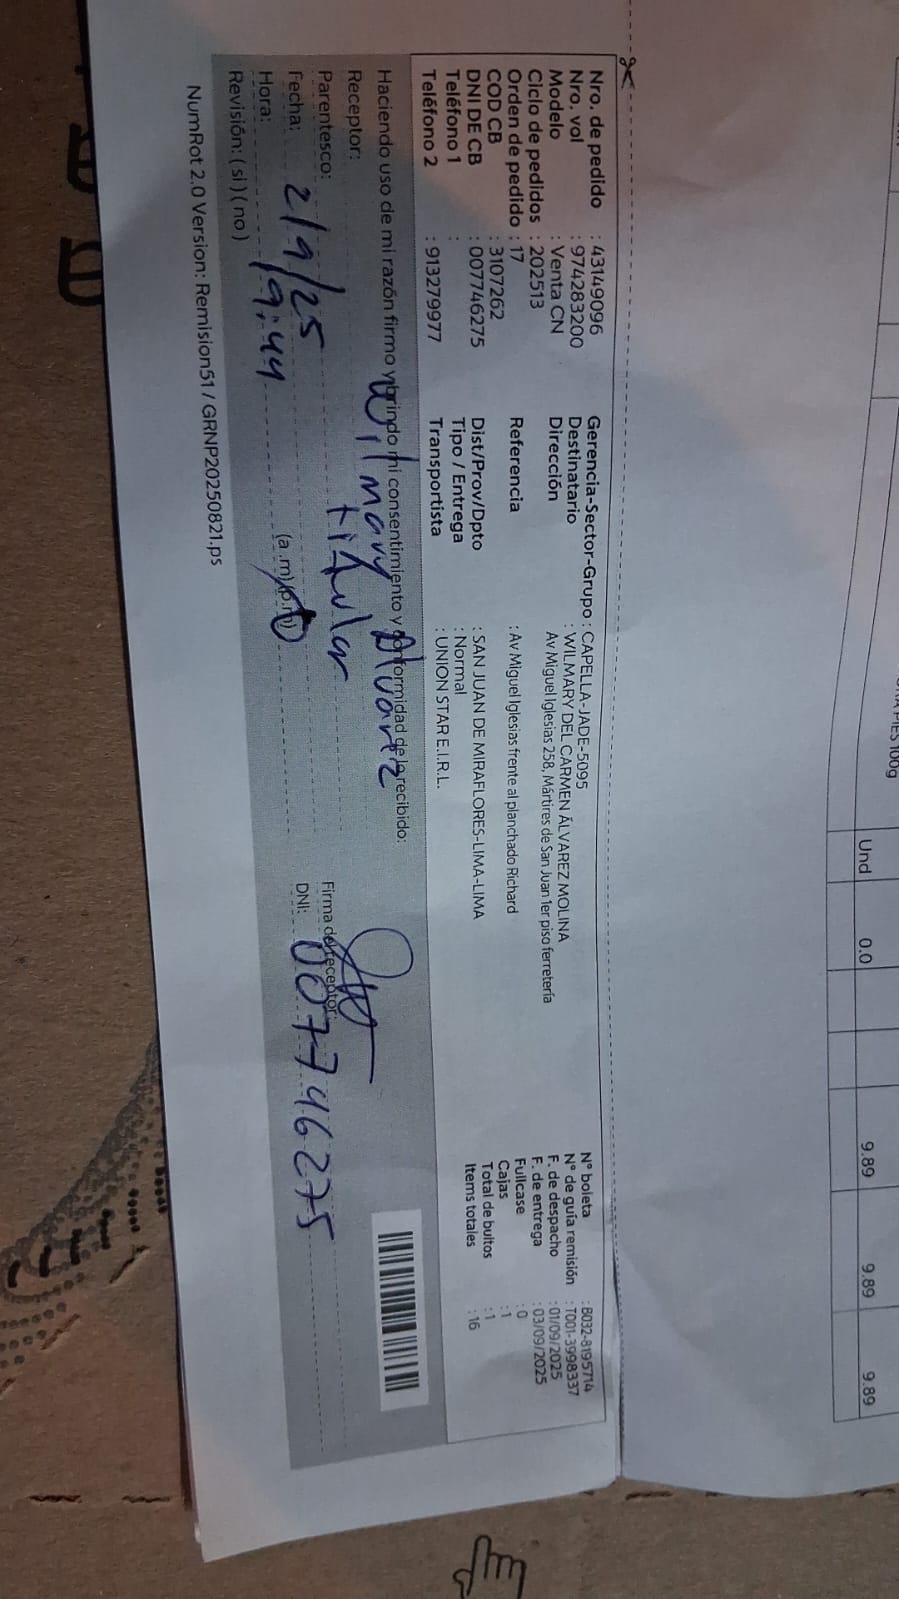 RA PIES 100g
Und 0.0 9.89 9.89 9.89
Nro. de pedido : 43149096
Nro. vol : 974283200
Modelo : Venta CN
Ciclo de pedidos : 202513
Orden de pedido : 17
COD CB : 3107262
DNI DE CB : 007746275
Teléfono 1 :
Teléfono 2 : 913279977
Gerencia-Sector-Grupo : CAPELLA-JADE-5095
Destinatario : WILMARY DEL CARMEN ÁLVAREZ MOLINA
Dirección Av Miguel Iglesias 258, Mártires de San Juan 1er piso ferretería
Referencia : Av Miguel Iglesias frente al planchado Richard
Dist/Prov/Dpto : SAN JUAN DE MIRAFLORES-LIMA-LIMA
Tipo / Entrega : Normal
Transportista : UNION STAR E.I.R.L.
N° boleta : B032-8195714
N° de guía remisión : T001-3998337
F. de despacho : 01/09/2025
F. de entrega : 03/09/2025
Fullcase : 0
Cajas : 1
Total de bultos : 1
Items totales : 16
Haciendo uso de mi razón firmo y brindo mi consentimiento y conformidad de lo recibido:
Receptor: Wilmary Alvarez
Parentesco: titular
Fecha: 2/9/25
Hora: 19:44 (a.m) (p.m)
Revisión: ( si ) ( no )
Firma del receptor:
DNI: 007746275
NumRot 2.0 Version: Remision51 / GRNP20250821.ps